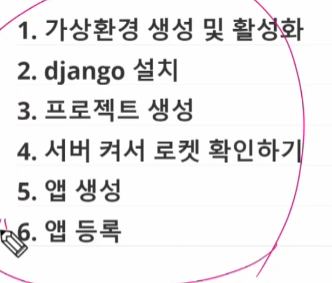 1. 가상환경 생성 및 활성화
2. django 설치
3. 프로젝트 생성
4. 서버 켜서 로켓 확인하기
5. 앱 생성
6. 앱 등록